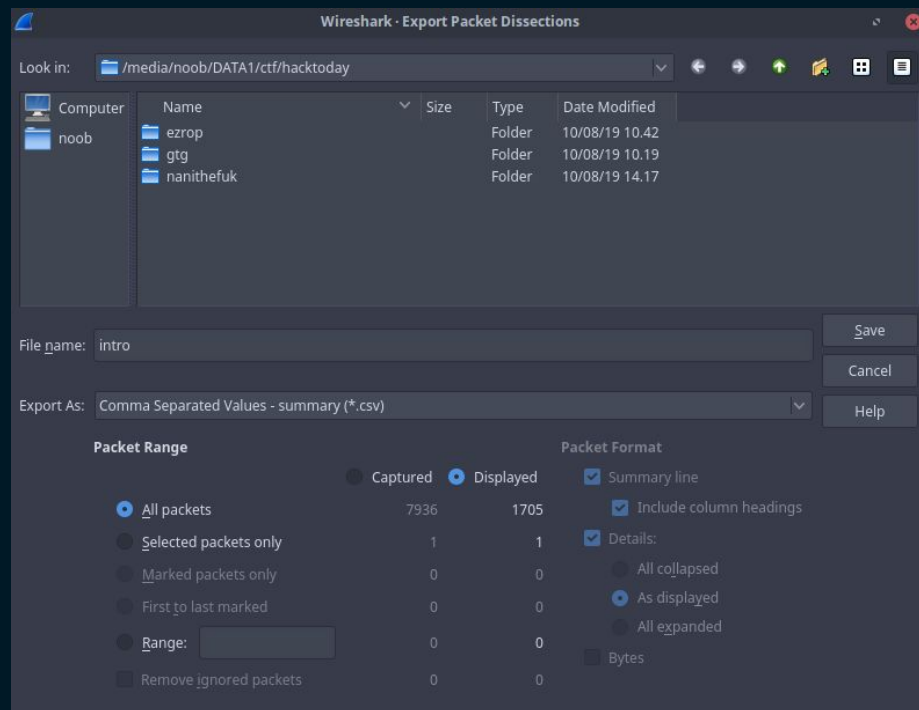 Wireshark · Export Packet Dissections
Look in: /media/noob/DATA1/ctf/hacktoday
Computer
noob
Name Size Type Date Modified
ezrop Folder 10/08/19 10.42
gtg Folder 10/08/19 10.19
nanithefuk Folder 10/08/19 14.17
File name: intro
Save
Cancel
Export As: Comma Separated Values - summary (*.csv)
Help
Packet Range
Packet Format
Captured Displayed
Summary line
All packets 7936 1705
Include column headings
Selected packets only 1 1
Details:
Marked packets only 0 0
All collapsed
First to last marked 0 0
As displayed
Range: 0 0
All expanded
Bytes
Remove ignored packets 0 0